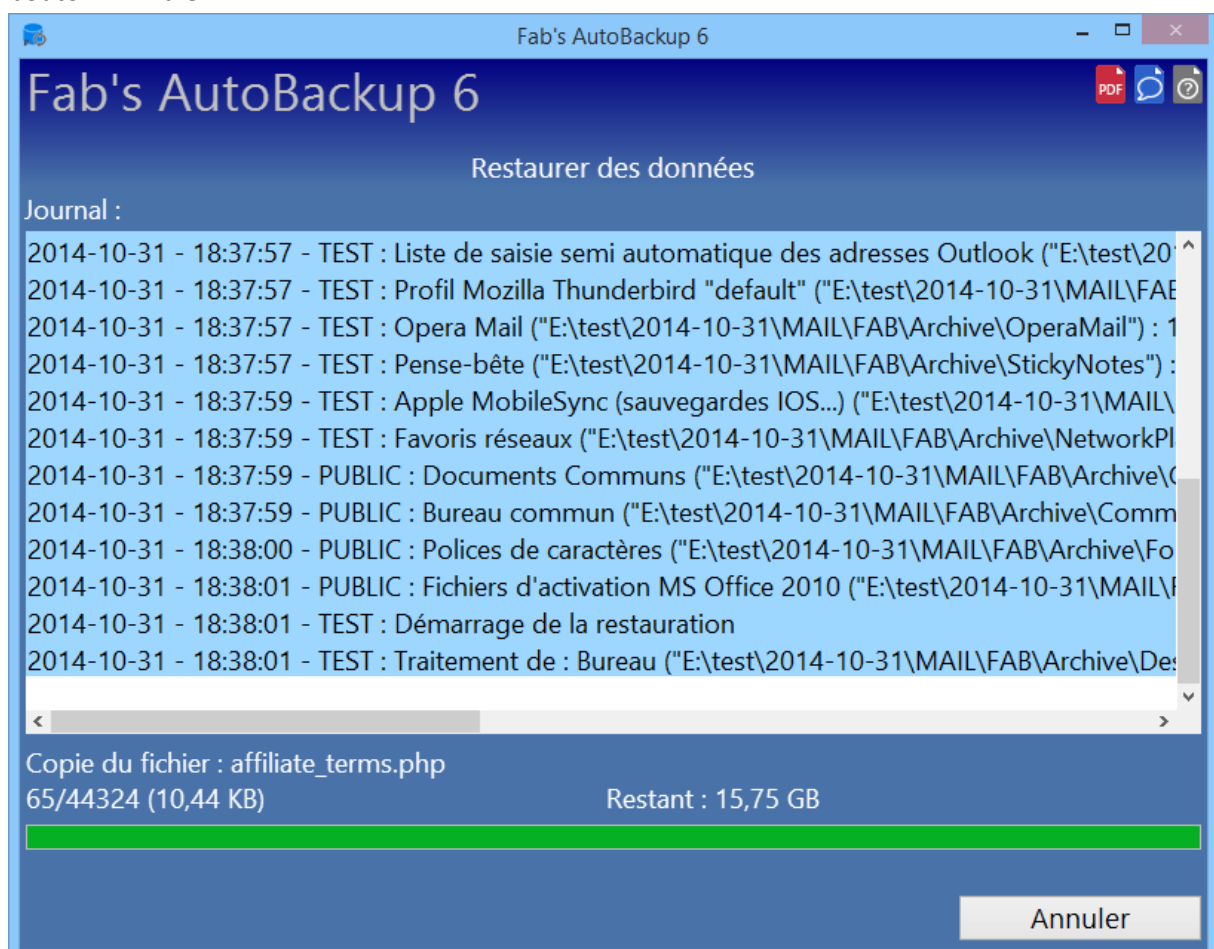 Fab's AutoBackup 6
Fab's AutoBackup 6
PDF
Restaurer des données
Journal :
2014-10-31 - 18:37:57 - TEST : Liste de saisie semi automatique des adresses Outlook ("E:\test\20
2014-10-31 - 18:37:57 - TEST : Profil Mozilla Thunderbird "default" ("E:\test\2014-10-31\MAIL\FAB
2014-10-31 - 18:37:57 - TEST : Opera Mail ("E:\test\2014-10-31\MAIL\FAB\Archive\OperaMail") : 1
2014-10-31 - 18:37:57 - TEST : Pense-bête ("E:\test\2014-10-31\MAIL\FAB\Archive\StickyNotes") :
2014-10-31 - 18:37:59 - TEST : Apple MobileSync (sauvegardes IOS...) ("E:\test\2014-10-31\MAIL\
2014-10-31 - 18:37:59 - TEST : Favoris réseaux ("E:\test\2014-10-31\MAIL\FAB\Archive\NetworkPl
2014-10-31 - 18:37:59 - PUBLIC : Documents Communs ("E:\test\2014-10-31\MAIL\FAB\Archive\
2014-10-31 - 18:37:59 - PUBLIC : Bureau commun ("E:\test\2014-10-31\MAIL\FAB\Archive\Comm
2014-10-31 - 18:38:00 - PUBLIC : Polices de caractères ("E:\test\2014-10-31\MAIL\FAB\Archive\Fo
2014-10-31 - 18:38:01 - PUBLIC : Fichiers d'activation MS Office 2010 ("E:\test\2014-10-31\MAIL\
2014-10-31 - 18:38:01 - TEST : Démarrage de la restauration
2014-10-31 - 18:38:01 - TEST : Traitement de : Bureau ("E:\test\2014-10-31\MAIL\FAB\Archive\Des
Copie du fichier : affiliate_terms.php
65/44324 (10,44 KB) Restant : 15,75 GB
Annuler